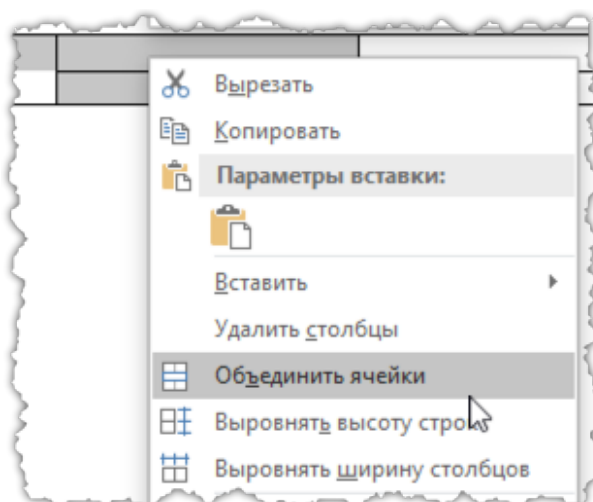 Вырезать
Копировать
Параметры вставки:
Вставить
Удалить столбцы
Объединить ячейки
Выровнять высоту строк
Выровнять ширину столбцов